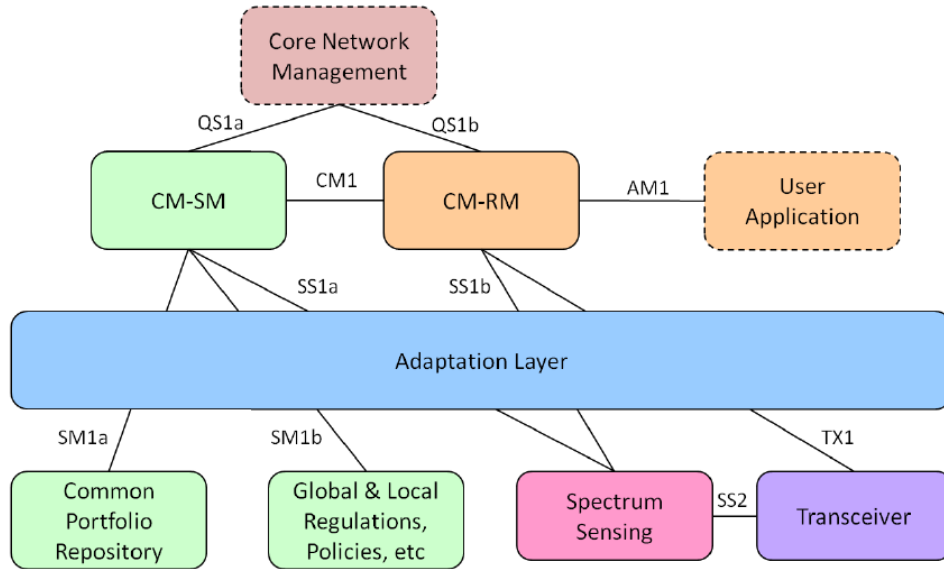 Core Network
Management
QS1a
QS1b
CM-SM
CM1
CM-RM
AM1
User
Application
SS1a
SS1b
Adaptation Layer
SM1a
SM1b
TX1
Common
Portfolio
Repository
Global & Local
Regulations,
Policies, etc
Spectrum
Sensing
SS2
Transceiver